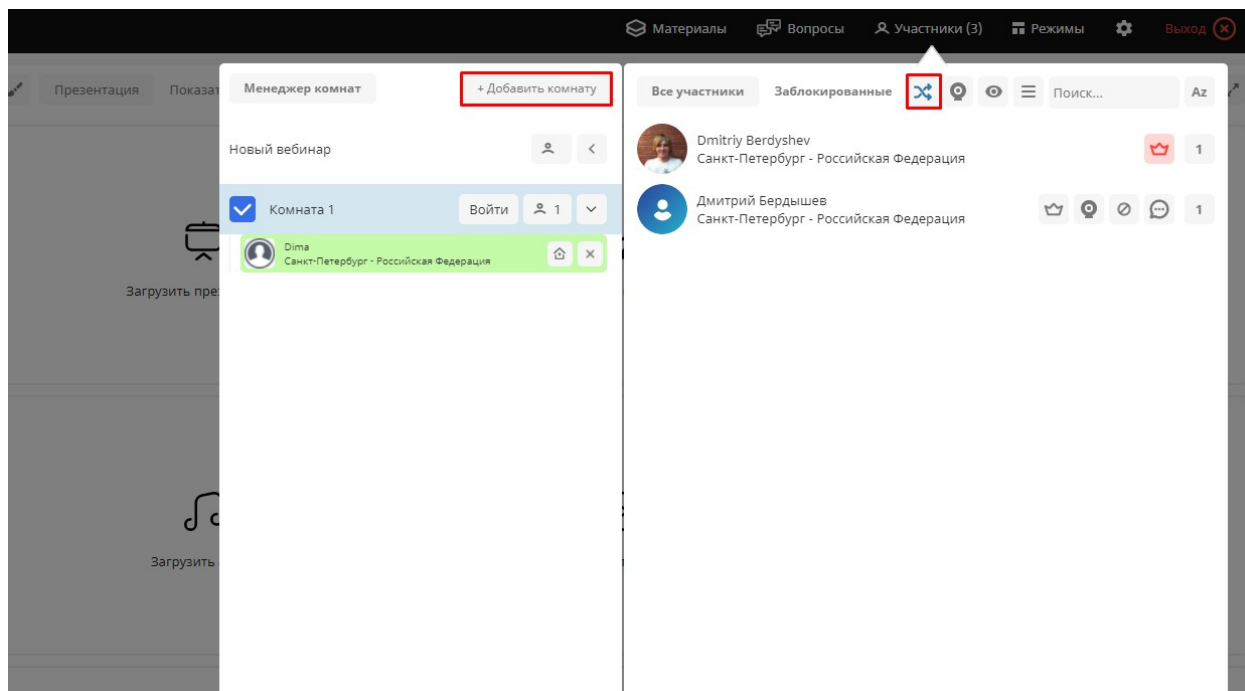 Материалы
Вопросы
Участники (3)
Режимы
Выход
Презентация
Показат
Менеджер комнат
+ Добавить комнату
Все участники
Заблокированные
Поиск...
Az
Новый вебинар
Dmitriy Berdyshev
Санкт-Петербург - Российская Федерация
1
Комната 1
Войти
1
Дмитрий Бердышев
Санкт-Петербург - Российская Федерация
1
Dima
Санкт-Петербург - Российская Федерация
Загрузить през
Загрузить